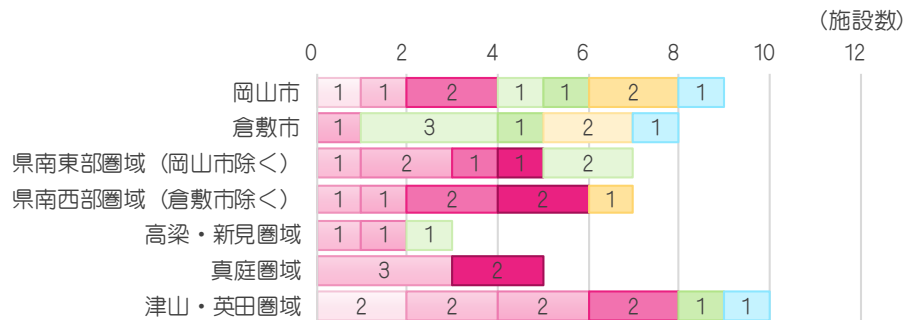 （施設数）
0 2 4 6 8 10 12
岡山市 1 1 2 1 1 2 1
倉敷市 1 3 1 2 1
県南東部圏域（岡山市除く） 1 2 1 1 2
県南西部圏域（倉敷市除く） 1 1 2 2 1
高梁・新見圏域 1 1 1
真庭圏域 3 2
津山・英田圏域 2 2 2 2 1 1